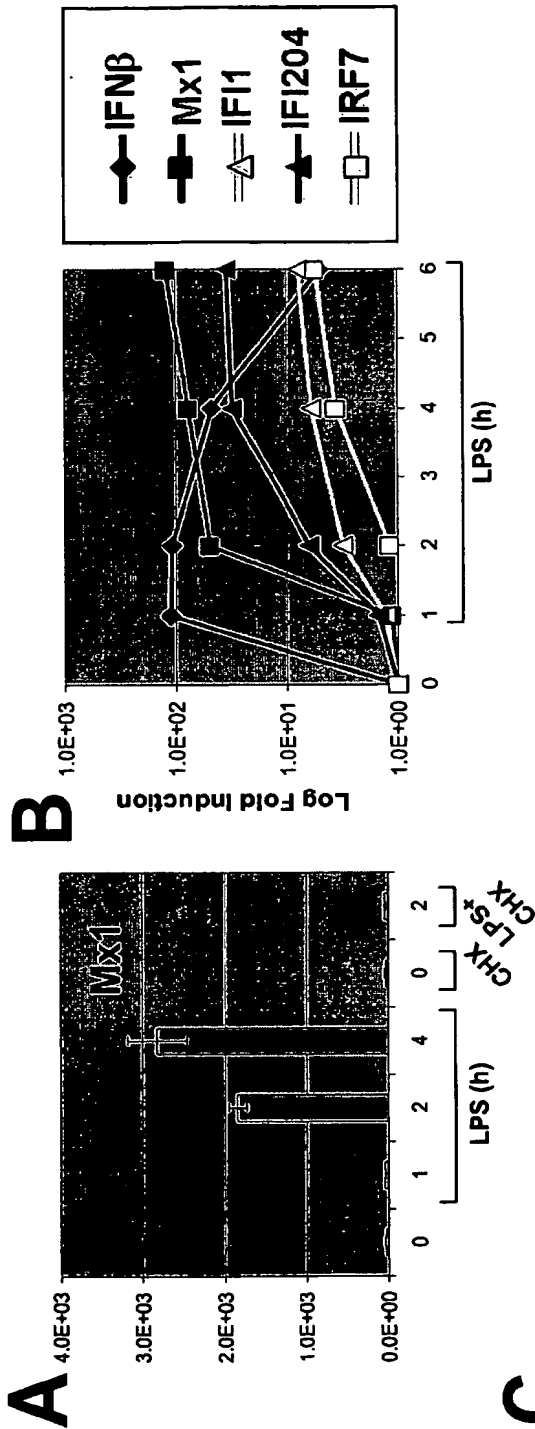 A
4.0E+03
3.0E+03
2.0E+03
1.0E+03
0.0E+00
Mx1
0 1 2 4 0 2
LPS (h)
CHX
LPS+
CHX
B
Log Fold Induction
1.0E+03
1.0E+02
1.0E+01
1.0E+00
0 1 2 3 4 5 6
LPS (h)
IFNβ
Mx1
IFI1
IFI204
IRF7
C